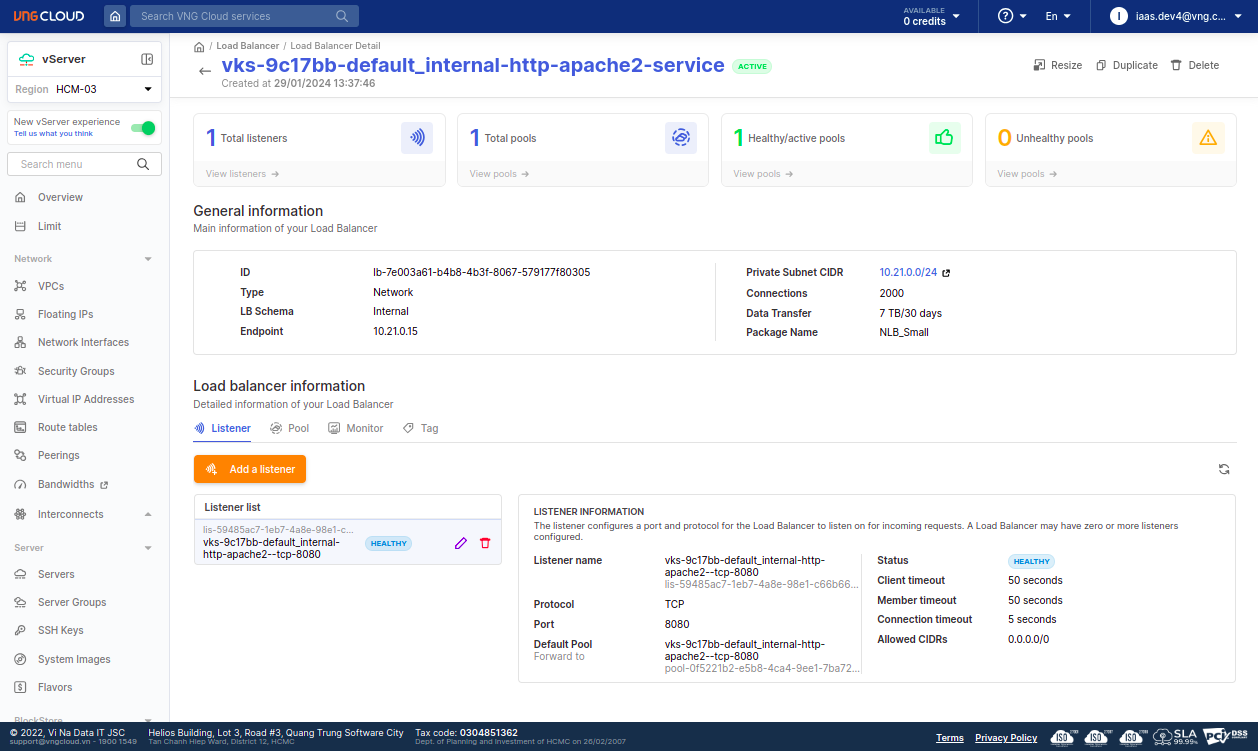 VNGCLOUD
Search VNG Cloud services
AVAILABLE
0 credits
En
I
iaas.dev4@vng.c...
vServer
Region HCM-03
New vServer experience
Tell us what you think
Search menu
Overview
Limit
Network
VPCs
Floating IPs
Network Interfaces
Security Groups
Virtual IP Addresses
Route tables
Peerings
Bandwidths
Interconnects
Server
Servers
Server Groups
SSH Keys
System Images
Flavors
BlockStore
/ Load Balancer / Load Balancer Detail
vks-9c17bb-default_internal-http-apache2-service ACTIVE
Created at 29/01/2024 13:37:46
Resize
Duplicate
Delete
1 Total listeners
View listeners
1 Total pools
View pools
1 Healthy/active pools
View pools
0 Unhealthy pools
View pools
General information
Main information of your Load Balancer
ID lb-7e003a61-b4b8-4b3f-8067-579177f80305
Type Network
LB Schema Internal
Endpoint 10.21.0.15
Private Subnet CIDR 10.21.0.0/24
Connections 2000
Data Transfer 7 TB/30 days
Package Name NLB_Small
Load balancer information
Detailed information of your Load Balancer
Listener Pool Monitor Tag
Add a listener
Listener list
lis-59485ac7-1eb7-4a8e-98e1-c...
vks-9c17bb-default_internal-
http-apache2--tcp-8080
HEALTHY
LISTENER INFORMATION
The listener configures a port and protocol for the Load Balancer to listen on for incoming requests. A Load Balancer may have zero or more listeners
configured.
Listener name vks-9c17bb-default_internal-http-
apache2--tcp-8080
lis-59485ac7-1eb7-4a8e-98e1-c66b66...
Protocol TCP
Port 8080
Default Pool vks-9c17bb-default_internal-http-
Forward to apache2--tcp-8080
pool-0f5221b2-e5b8-4ca4-9ee1-7ba72...
Status HEALTHY
Client timeout 50 seconds
Member timeout 50 seconds
Connection timeout 5 seconds
Allowed CIDRs 0.0.0.0/0
© 2022, Vi Na Data IT JSC
support@vngcloud.vn - 1900 1549
Helios Building, Lot 3, Road #3, Quang Trung Software City
Tan Chanh Hiep Ward, District 12, HCMC
Tax code: 0304851362
Dept. of Planning and Investment of HCMC on 26/02/2007
Terms
Privacy Policy
ISO
ISO
ISO
SLA
99.99%
PCI DSS